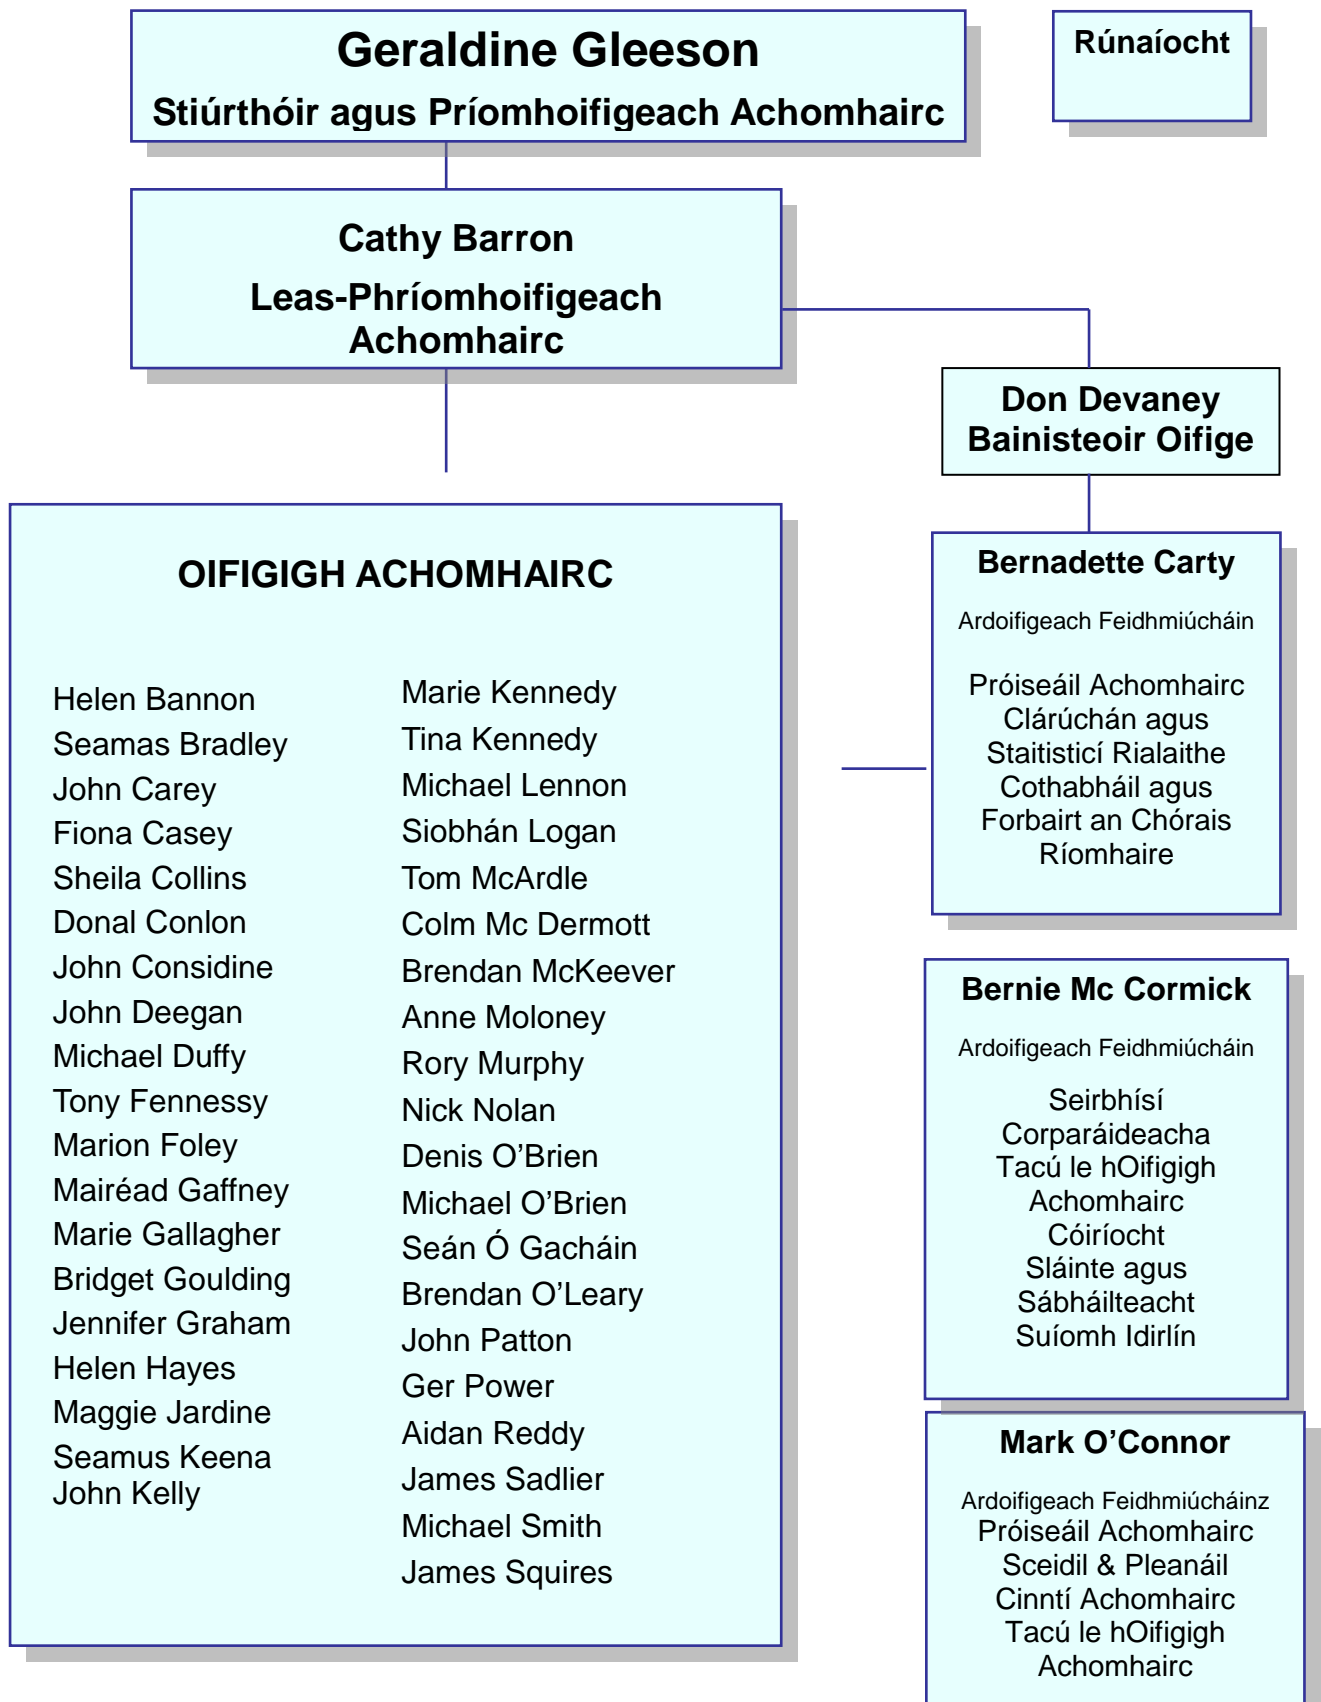 Geraldine Gleeson
Stiúrthóir agus Príomhoifigeach Achomhairc
Rúnaíocht
Cathy Barron
Leas-Phríomhoifigeach
Achomhairc
Don Devaney
Bainisteoir Oifige
OIFIGIGH ACHOMHAIRC
Helen Bannon
Seamas Bradley
John Carey
Fiona Casey
Sheila Collins
Donal Conlon
John Considine
John Deegan
Michael Duffy
Tony Fennessy
Marion Foley
Mairéad Gaffney
Marie Gallagher
Bridget Goulding
Jennifer Graham
Helen Hayes
Maggie Jardine
Seamus Keena
John Kelly
Marie Kennedy
Tina Kennedy
Michael Lennon
Siobhán Logan
Tom McArdle
Colm Mc Dermott
Brendan McKeever
Anne Moloney
Rory Murphy
Nick Nolan
Denis O’Brien
Michael O’Brien
Seán Ó Gacháin
Brendan O’Leary
John Patton
Ger Power
Aidan Reddy
James Sadlier
Michael Smith
James Squires
Bernadette Carty
Ardoifigeach Feidhmiúcháin
Próiseáil Achomhairc
Clárúchán agus
Staitisticí Rialaithe
Cothabháil agus
Forbairt an Chórais
Ríomhaire
Bernie Mc Cormick
Ardoifigeach Feidhmiúcháin
Seirbhísí
Corparáideacha
Tacú le hOifigigh
Achomhairc
Cóiríocht
Sláinte agus
Sábháilteacht
Suíomh Idirlín
Mark O’Connor
Ardoifigeach Feidhmiúcháinz
Próiseáil Achomhairc
Sceidil & Pleanáil
Cinntí Achomhairc
Tacú le hOifigigh
Achomhairc